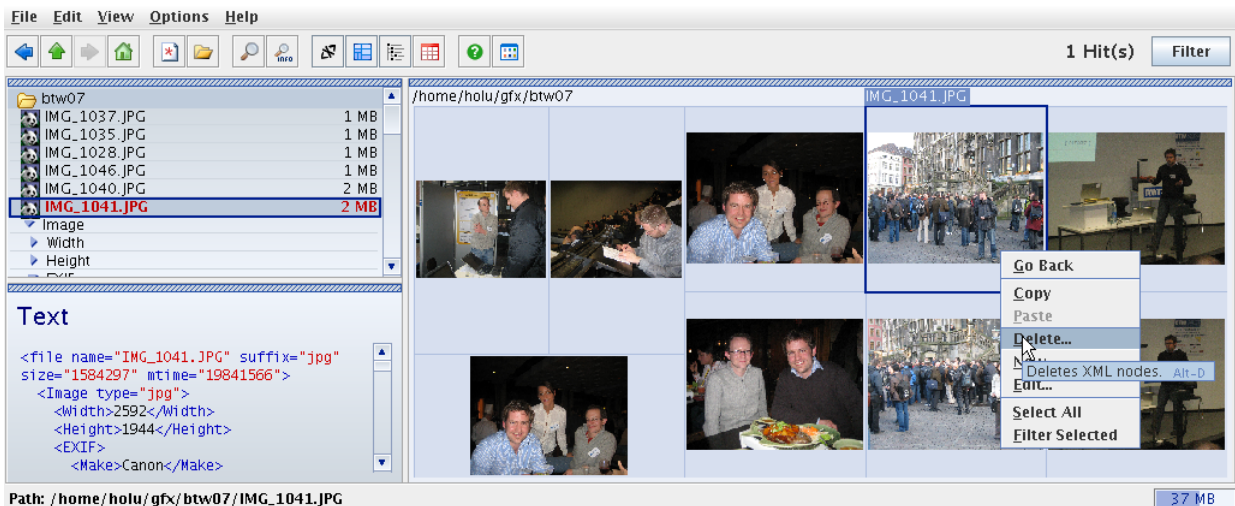 File Edit View Options Help
INFO
1 Hit(s) Filter
btw07
IMG_1037.JPG 1 MB
IMG_1035.JPG 1 MB
IMG_1028.JPG 1 MB
IMG_1046.JPG 1 MB
IMG_1040.JPG 2 MB
IMG_1041.JPG 2 MB
Image
Width
Height
Text
<file name="IMG_1041.JPG" suffix="jpg"
size="1584297" mtime="19841566">
<Image type="jpg">
<Width>2592</Width>
<Height>1944</Height>
<EXIF>
<Make>Canon</Make>
/home/holu/gfx/btw07
IMG_1041.JPG
Go Back
Copy
Paste
Delete...
Deletes XML nodes. Alt-D
Edit...
Select All
Filter Selected
Path: /home/holu/gfx/btw07/IMG_1041.JPG
37 MB